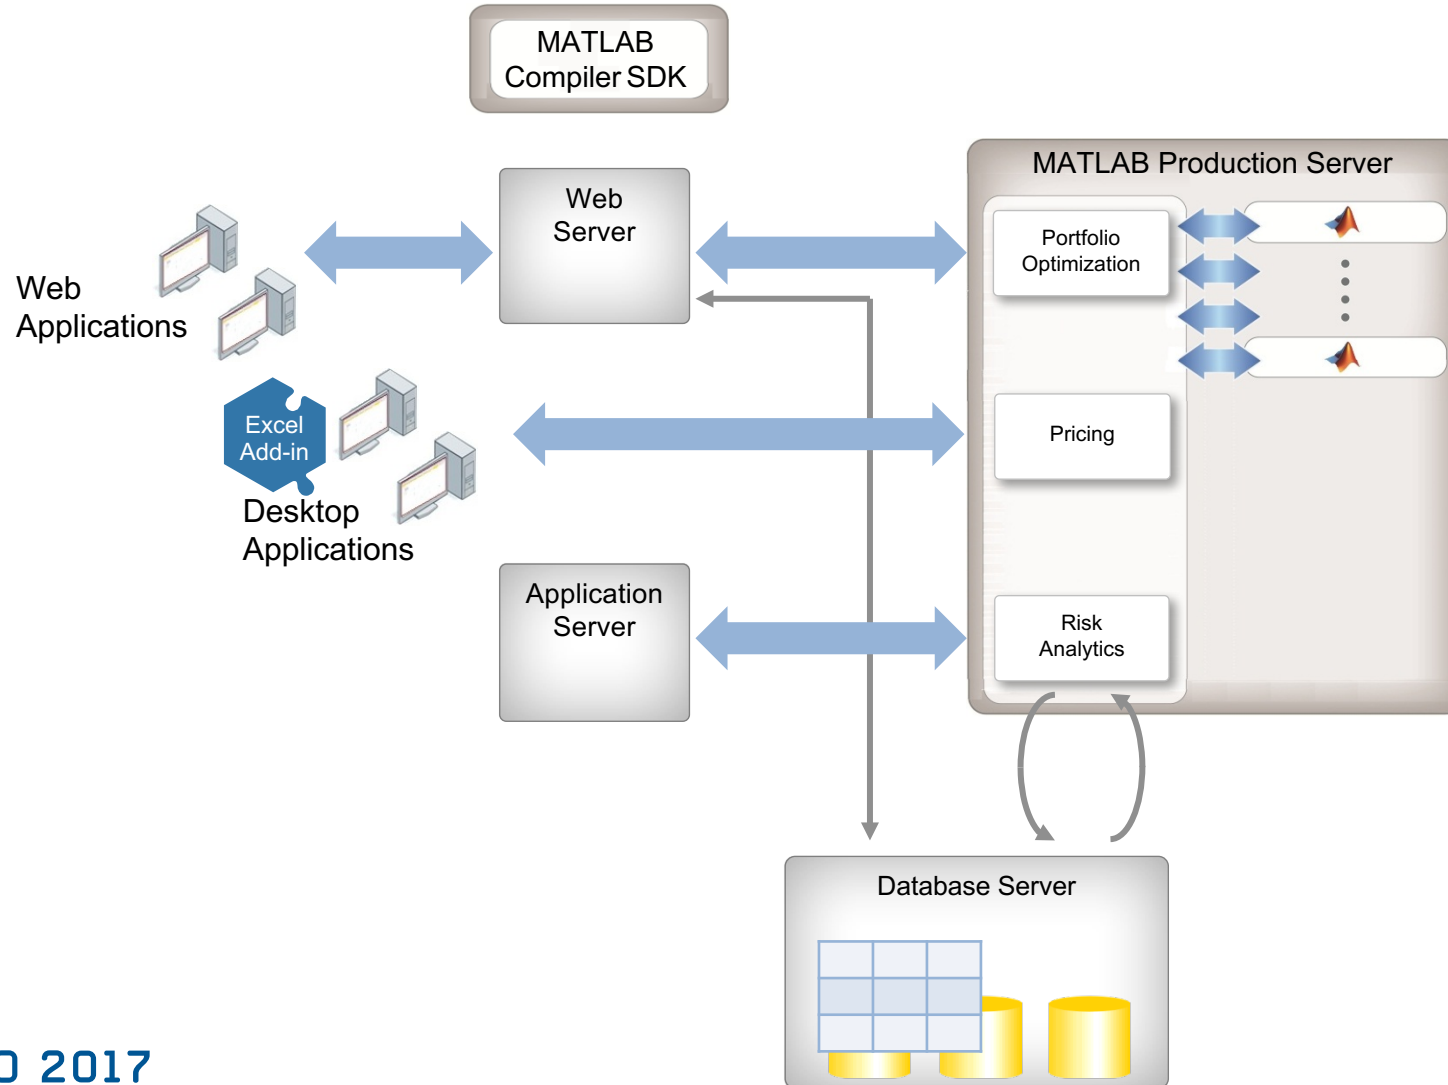 MATLAB
Compiler SDK
MATLAB Production Server
Web
Server
Portfolio
Optimization
Web
Applications
Excel
Add-in
Pricing
Desktop
Applications
Application
Server
Risk
Analytics
Database Server
2017